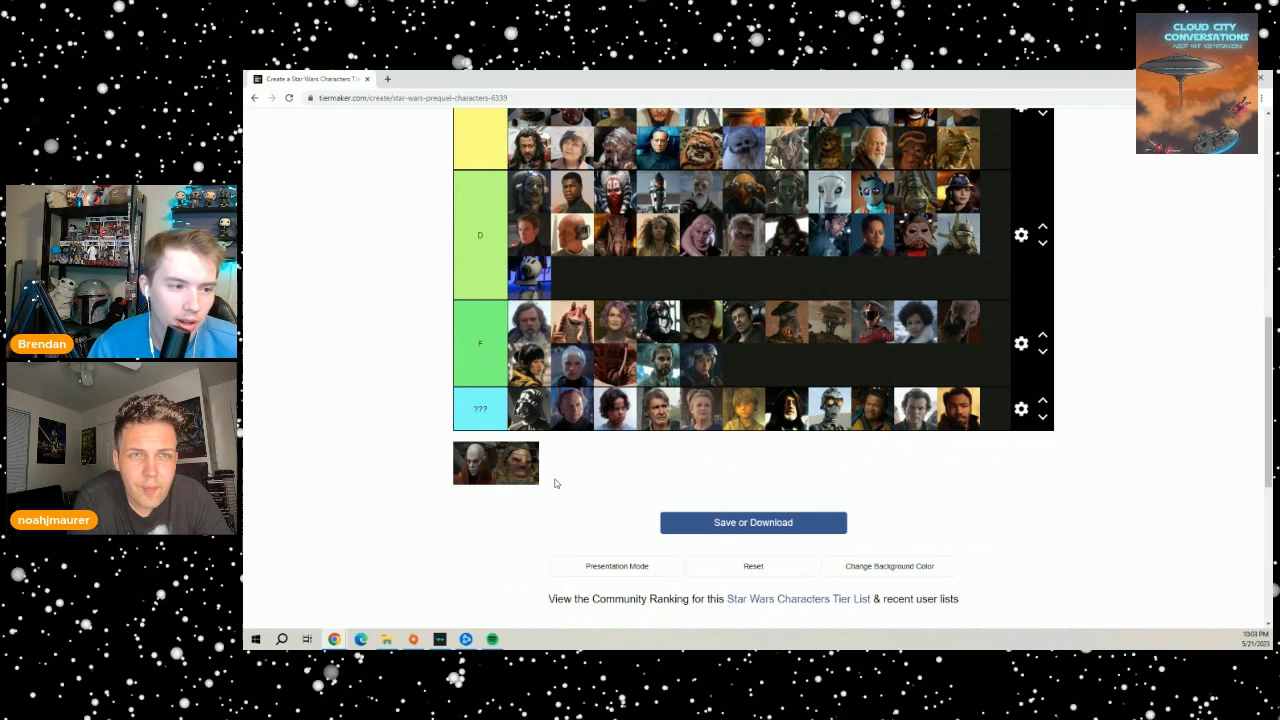 CLOUD CITY
CONVERSATIONS
Create a Star Wars Characters Tie
tiermaker.com/create/star-wars-prequel-characters-6339
D
F
???
Brendan
noahjmaurer
Save or Download
Presentation Mode
Reset
Change Background Color
View the Community Ranking for this Star Wars Characters Tier List & recent user lists
10:03 PM
5/21/2023